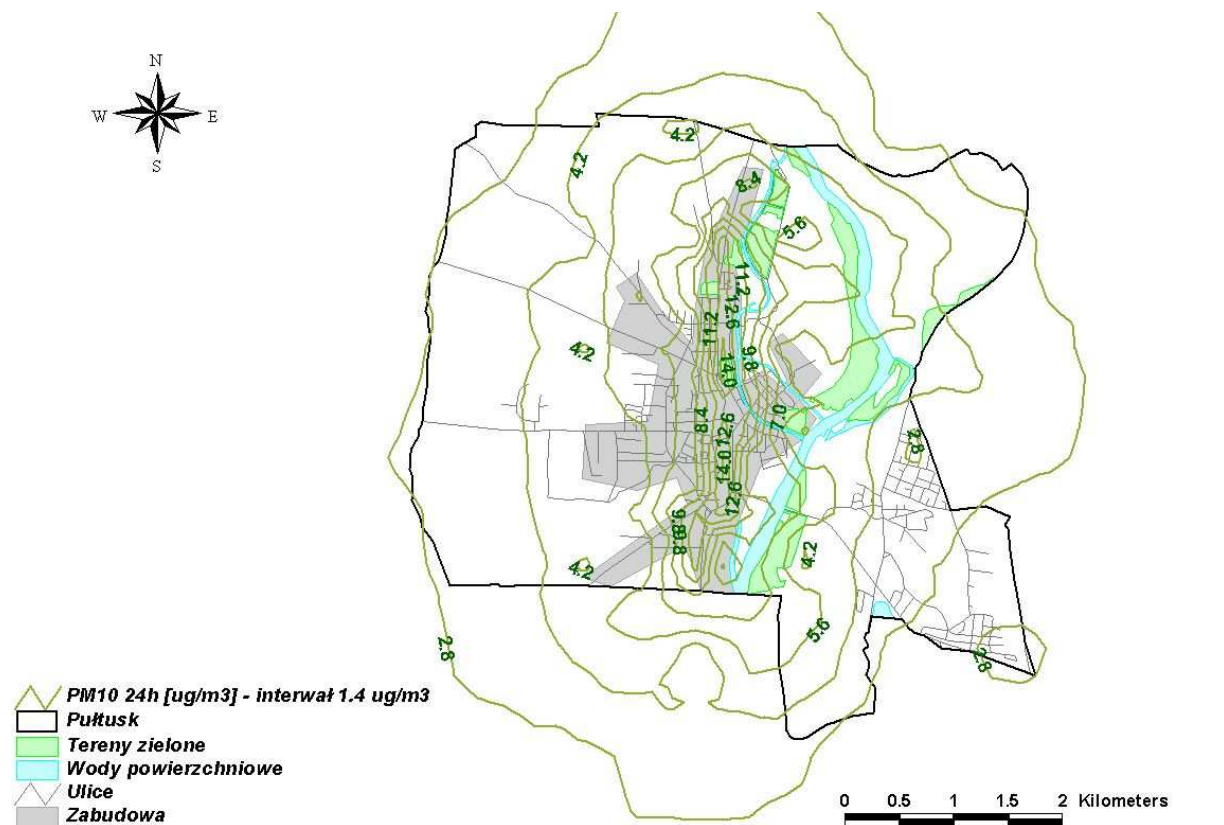 N
W E
S
4.2
4.2
8.4
5.6
11.2
12.6
11.2
4.2
9.8
14.0
8.4
12.6
7.0
2.8
14.0
12.6
9.8
9.8
4.2
4.2
5.6
2.8
2.8
PM10 24h [ug/m3] - interwał 1.4 ug/m3
Pułtusk
Tereny zielone
Wody powierzchniowe
Ulice
Zabudowa
0 0.5 1 1.5 2 Kilometers